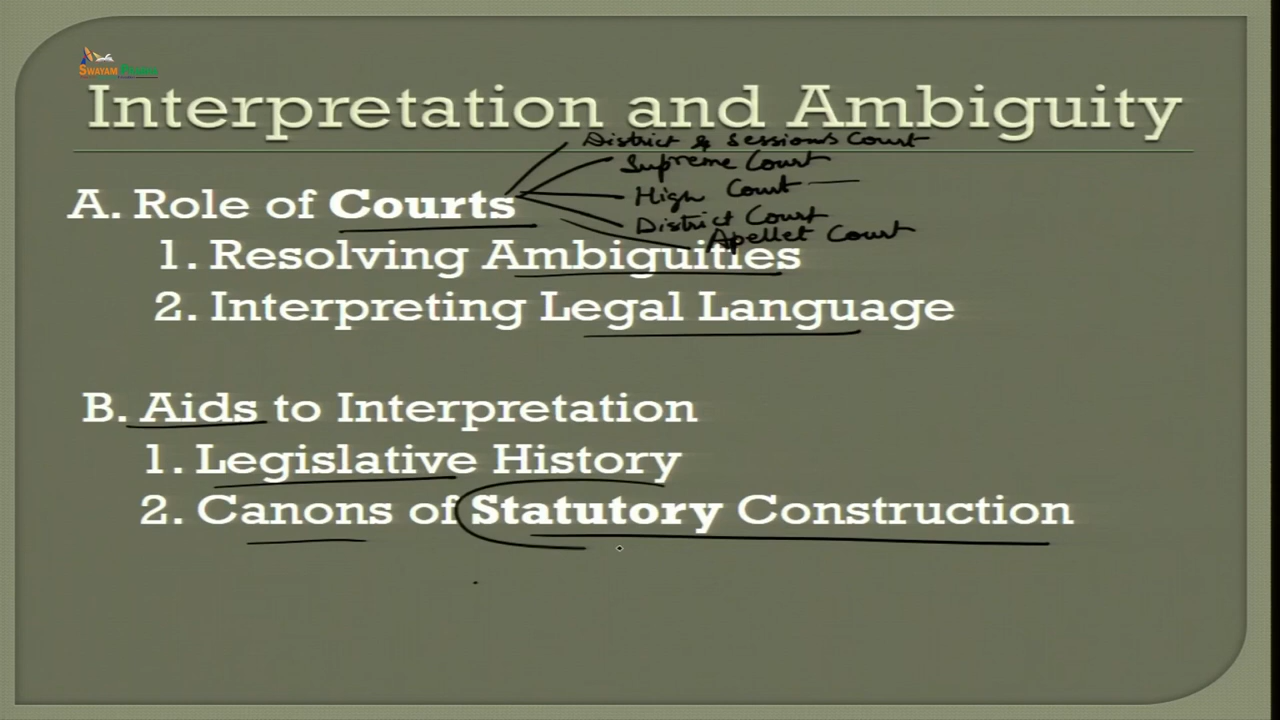 SWAYAM PRABHA
Interpretation and Ambiguity
District & Sessions Court
Supreme Court
High Court
District Court
Apellet Court
A. Role of Courts
1. Resolving Ambiguities
2. Interpreting Legal Language
B. Aids to Interpretation
1. Legislative History
2. Canons of Statutory Construction